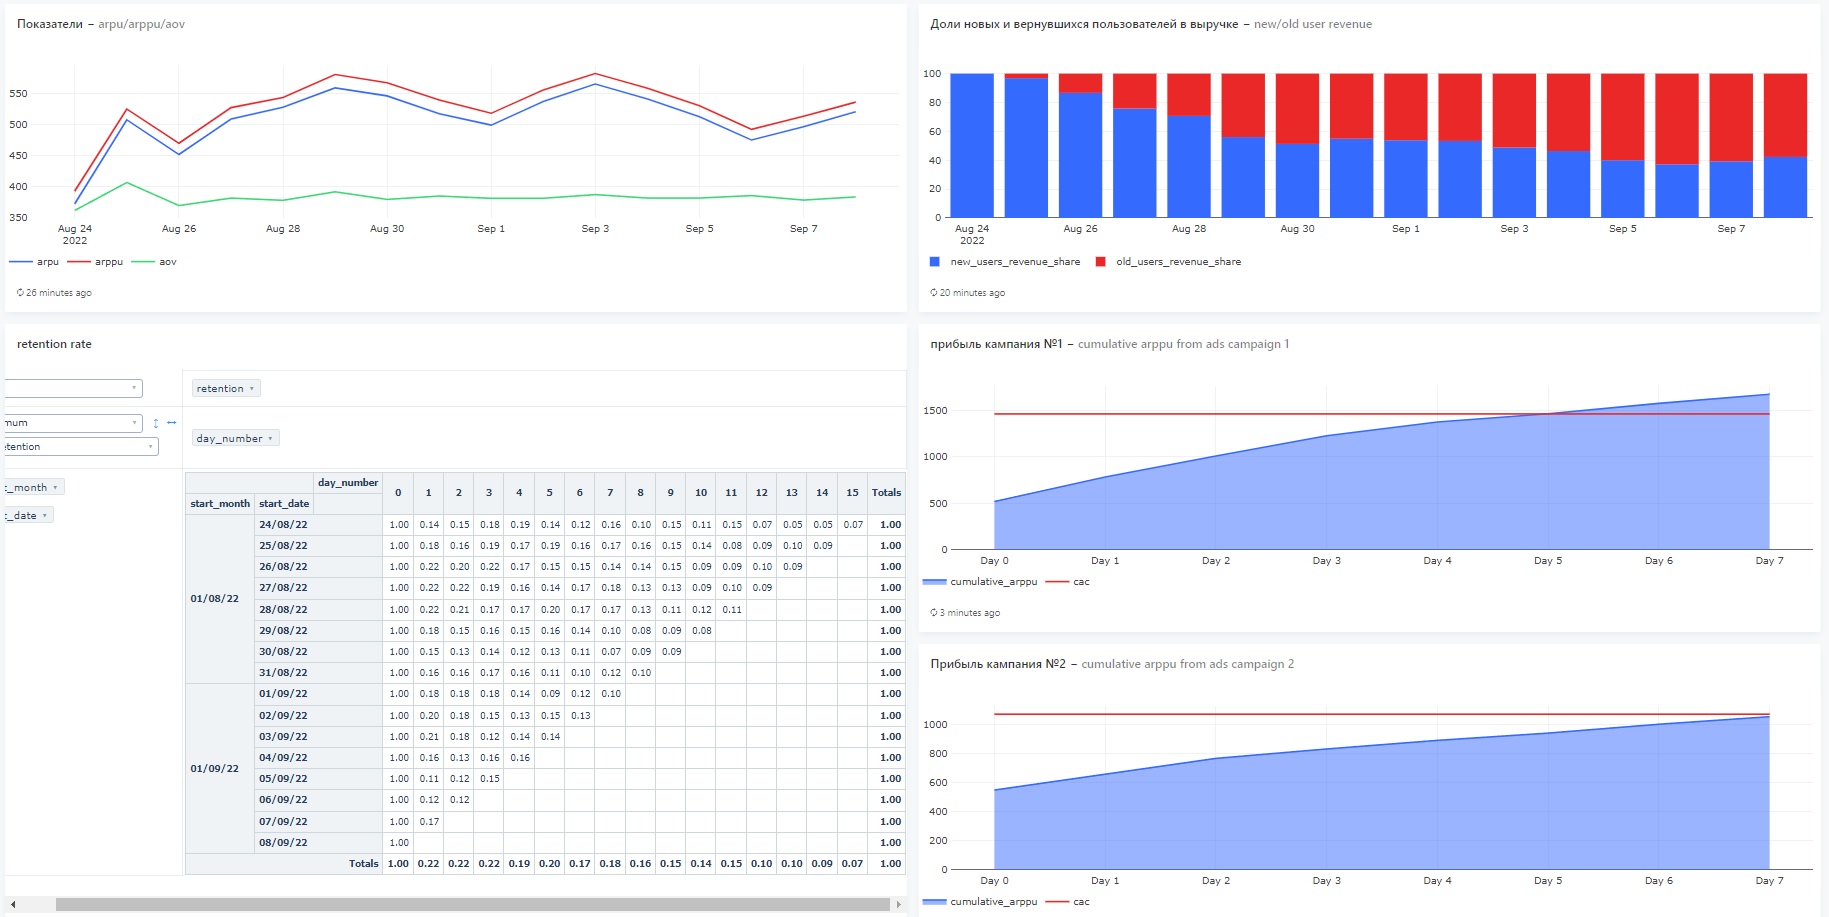 Показатели – arpu/arppu/aov
550
500
450
400
350
Aug 24 Aug 26 Aug 28 Aug 30 Sep 1 Sep 3 Sep 5 Sep 7
2022
arpu arppu aov
26 minutes ago
Доли новых и вернувшихся пользователей в выручке – new/old user revenue
100
80
60
40
20
0
Aug 24 Aug 26 Aug 28 Aug 30 Sep 1 Sep 3 Sep 5 Sep 7
2022
new_users_revenue_share old_users_revenue_share
20 minutes ago
retention rate
retention
mum
etention
day_number
t_month
t_date
day_number 0 1 2 3 4 5 6 7 8 9 10 11 12 13 14 15 Totals
start_month start_date
01/08/22
24/08/22 1.00 0.14 0.15 0.18 0.19 0.14 0.12 0.16 0.10 0.15 0.11 0.15 0.07 0.05 0.05 0.07 1.00
25/08/22 1.00 0.18 0.16 0.19 0.17 0.19 0.16 0.17 0.16 0.15 0.14 0.08 0.09 0.10 0.09 1.00
26/08/22 1.00 0.22 0.20 0.22 0.17 0.15 0.15 0.14 0.14 0.15 0.09 0.09 0.10 0.09 1.00
27/08/22 1.00 0.22 0.22 0.19 0.16 0.14 0.17 0.18 0.13 0.13 0.09 0.10 0.09 1.00
28/08/22 1.00 0.22 0.21 0.17 0.17 0.20 0.17 0.17 0.13 0.11 0.12 0.11 1.00
29/08/22 1.00 0.18 0.15 0.16 0.15 0.16 0.14 0.10 0.08 0.09 0.08 1.00
30/08/22 1.00 0.15 0.13 0.14 0.12 0.13 0.11 0.07 0.09 0.09 1.00
31/08/22 1.00 0.16 0.16 0.17 0.16 0.11 0.10 0.12 0.10 1.00
01/09/22
01/09/22 1.00 0.18 0.18 0.18 0.14 0.09 0.12 0.10 1.00
02/09/22 1.00 0.20 0.18 0.15 0.13 0.15 0.13 1.00
03/09/22 1.00 0.21 0.18 0.12 0.14 0.14 1.00
04/09/22 1.00 0.16 0.13 0.16 0.16 1.00
05/09/22 1.00 0.11 0.12 0.15 1.00
06/09/22 1.00 0.12 0.12 1.00
07/09/22 1.00 0.17 1.00
08/09/22 1.00 1.00
Totals 1.00 0.22 0.22 0.22 0.19 0.20 0.17 0.18 0.16 0.15 0.14 0.15 0.10 0.10 0.09 0.07 1.00
прибыль кампания №1 – cumulative arppu from ads campaign 1
1500
1000
500
0
Day 0 Day 1 Day 2 Day 3 Day 4 Day 5 Day 6 Day 7
cumulative_arppu cac
3 minutes ago
Прибыль кампания №2 – cumulative arppu from ads campaign 2
1000
800
600
400
200
0
Day 0 Day 1 Day 2 Day 3 Day 4 Day 5 Day 6 Day 7
cumulative_arppu cac